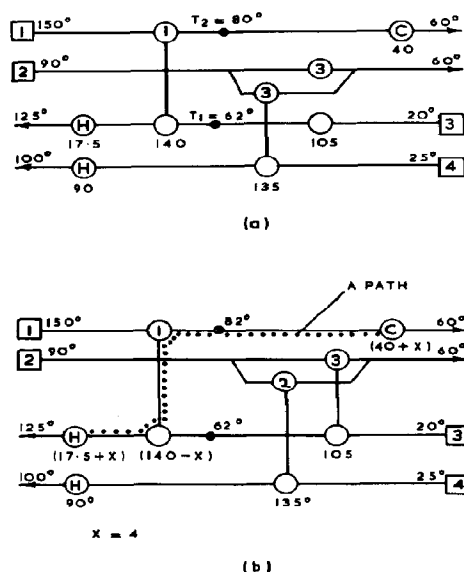 1 150° 1 T₂ = 80° C 60°
40
2 90° 3 60°
3
125° H T₁ = 62° 20° 3
17·5 140 105
100° H 25° 4
90 135
(a)
A PATH
1 150° 1 82° C 60°
(40+X)
2 90° 3 60°
2
125° H 62° 20° 3
(17·5+X) (140-X) 105
100° H 25° 4
90° 135°
X = 4
(b)